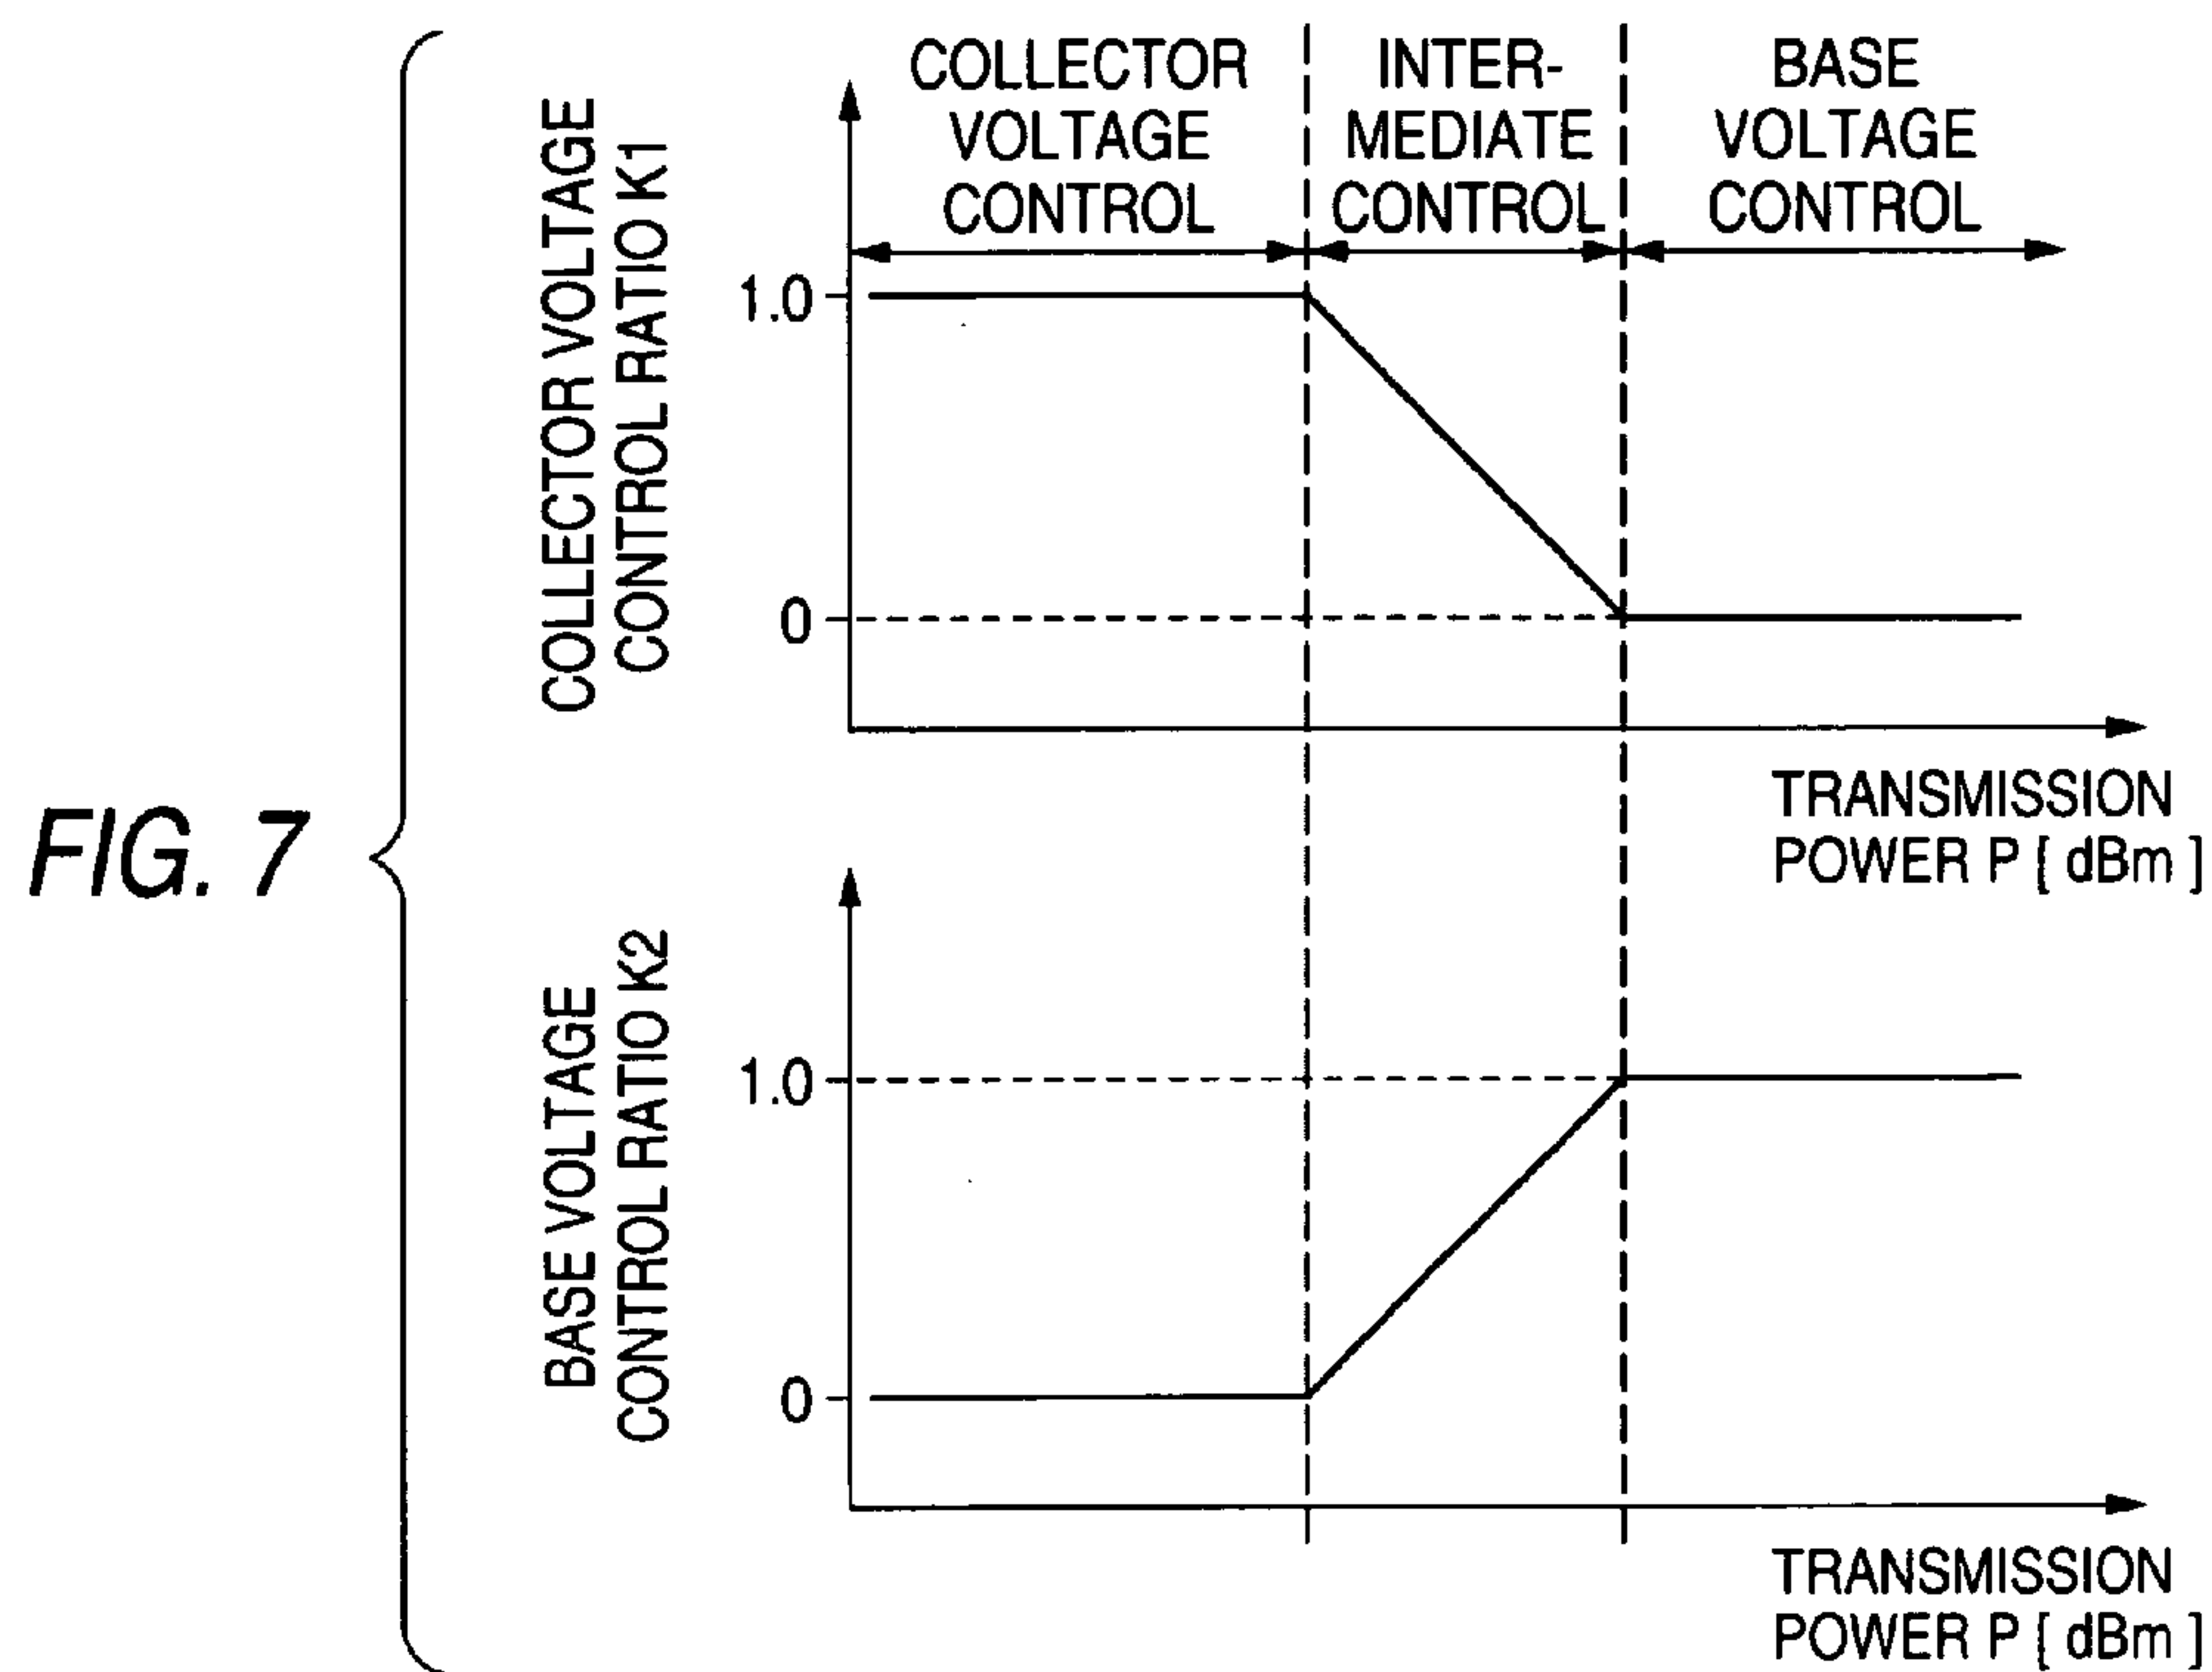 FIG. 7
COLLECTOR VOLTAGE
CONTROL RATIO K1
COLLECTOR
VOLTAGE
CONTROL
INTER-
MEDIATE
CONTROL
BASE
VOLTAGE
CONTROL
1.0
0
TRANSMISSION
POWER P [ dBm ]
BASE VOLTAGE
CONTROL RATIO K2
1.0
0
TRANSMISSION
POWER P [ dBm ]